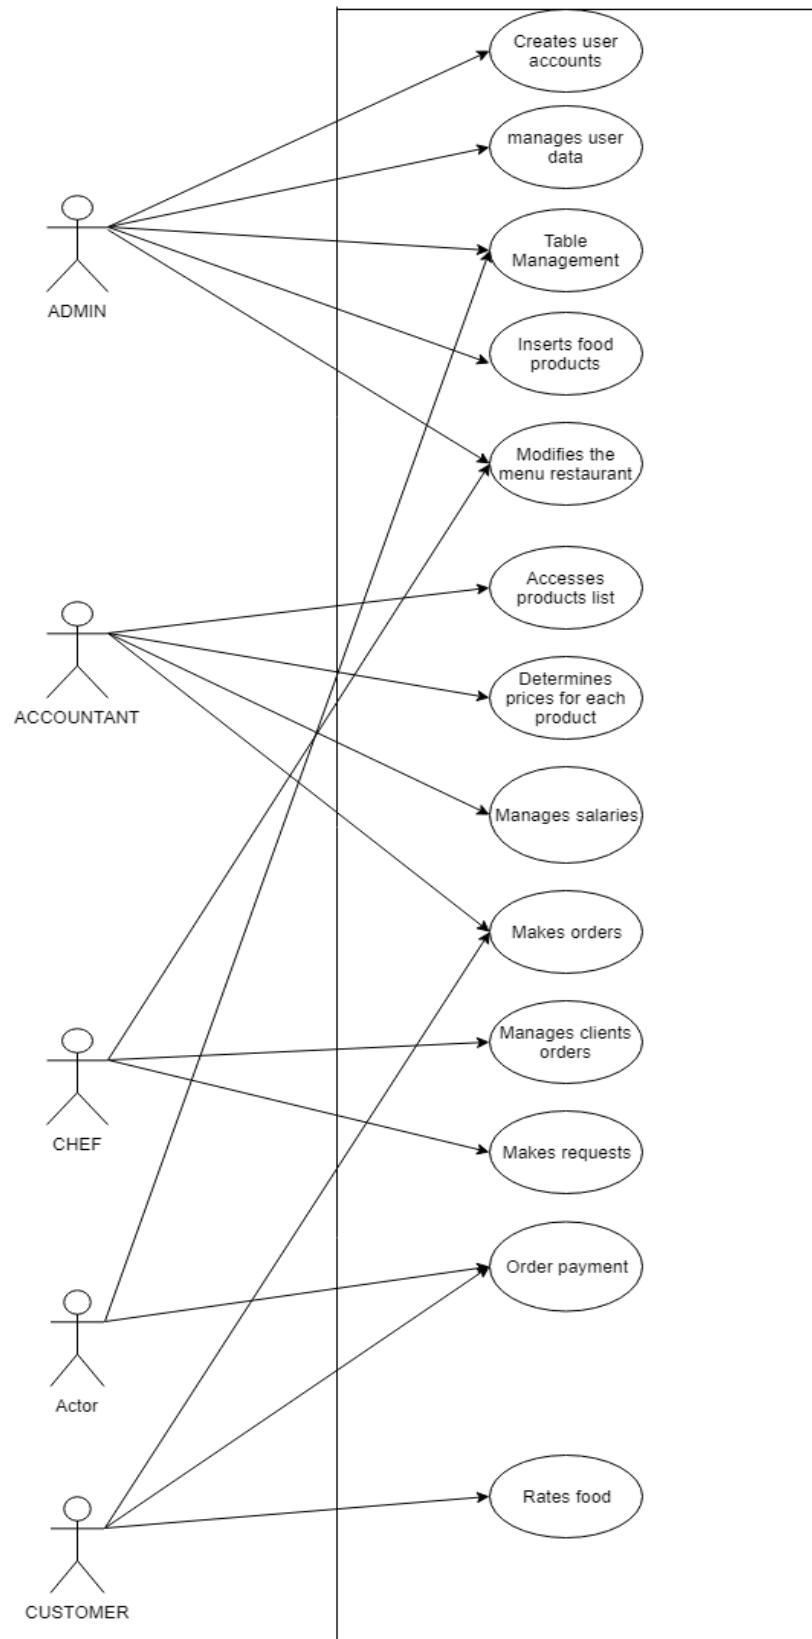 Creates user
accounts
manages user
data
Table
Management
ADMIN
Inserts food
products
Modifies the
menu restaurant
Accesses
products list
Determines
prices for each
product
ACCOUNTANT
Manages salaries
Makes orders
Manages clients
orders
CHEF
Makes requests
Order payment
Actor
Rates food
CUSTOMER